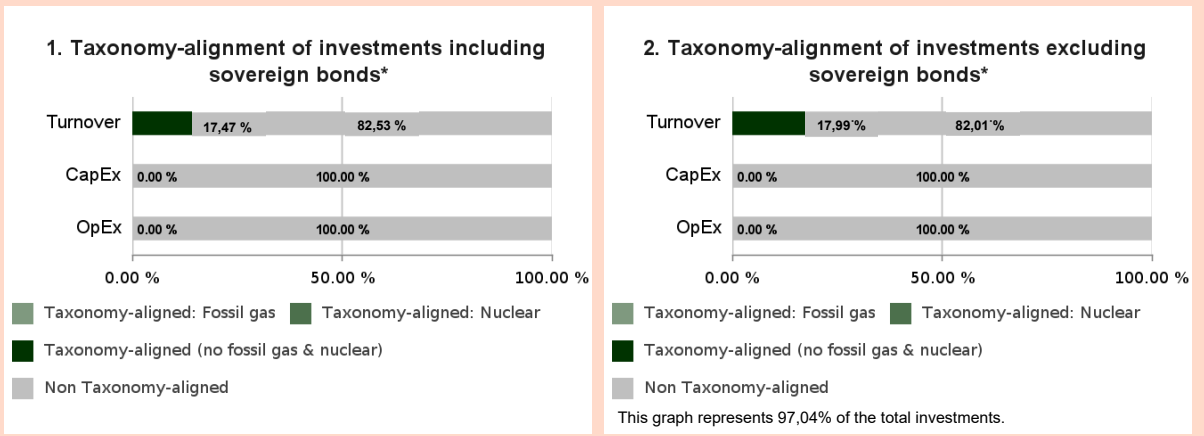 1. Taxonomy-alignment of investments including
sovereign bonds*
Turnover
17,47 %
82,53 %
CapEx
0.00 %
100.00 %
OpEx
0.00 %
100.00 %
0.00 %
50.00 %
100.00 %
Taxonomy-aligned: Fossil gas
Taxonomy-aligned: Nuclear
Taxonomy-aligned (no fossil gas & nuclear)
Non Taxonomy-aligned
2. Taxonomy-alignment of investments excluding
sovereign bonds*
Turnover
17,99 %
82,01 %
CapEx
0.00 %
100.00 %
OpEx
0.00 %
100.00 %
0.00 %
50.00 %
100.00 %
Taxonomy-aligned: Fossil gas
Taxonomy-aligned: Nuclear
Taxonomy-aligned (no fossil gas & nuclear)
Non Taxonomy-aligned
This graph represents 97,04% of the total investments.